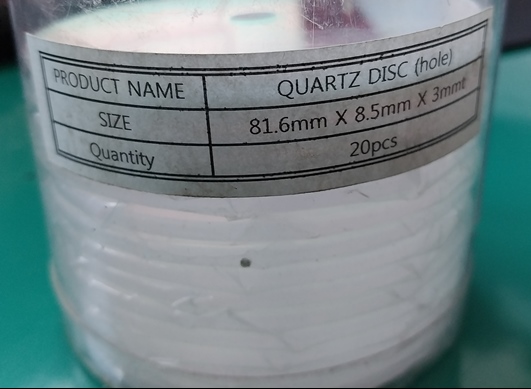 PRODUCT NAME QUARTZ DISC (hole)
SIZE 81.6mm X 8.5mm X 3mmt
Quantity 20pcs